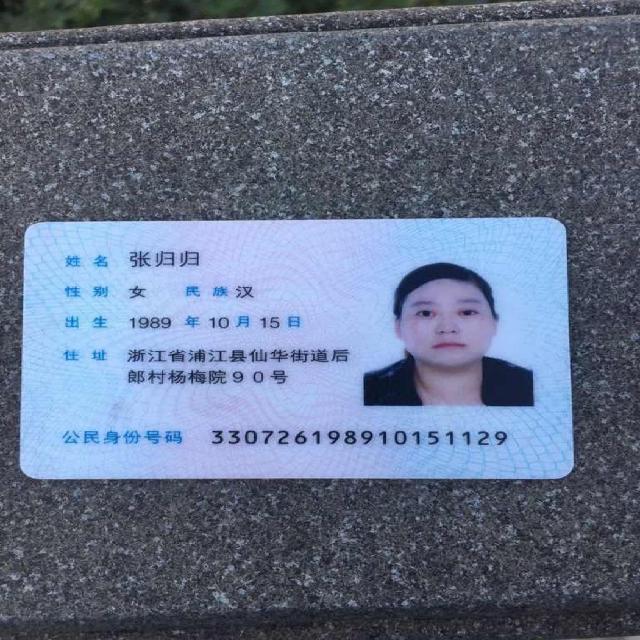 姓名 张归归
性别 女 民族 汉
出生 1989 年 10 月 15 日
住址 浙江省浦江县仙华街道后
郎村杨梅院90号
公民身份号码 330726198910151129